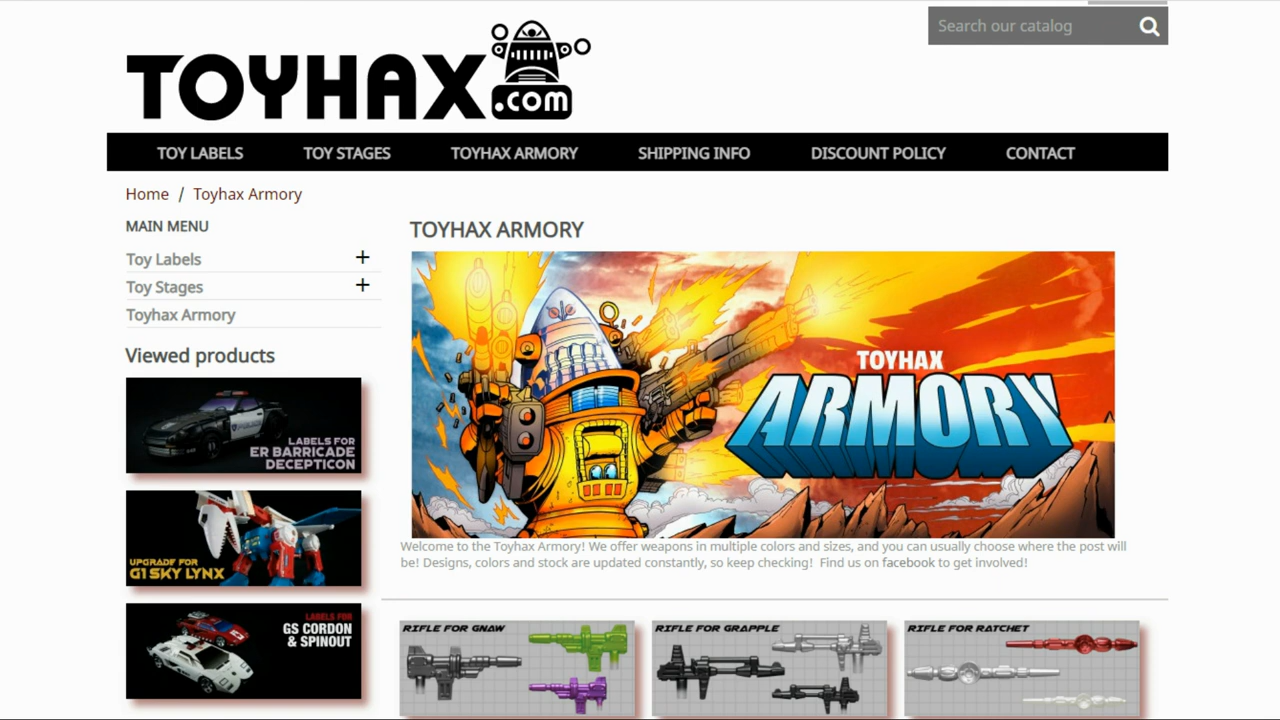 Search our catalog
TOYHAX
.com
TOY LABELS TOY STAGES TOYHAX ARMORY SHIPPING INFO DISCOUNT POLICY CONTACT
Home / Toyhax Armory
MAIN MENU
Toy Labels +
Toy Stages +
Toyhax Armory
Viewed products
LABELS FOR
ER BARRICADE
DECEPTICON
UPGRADE FOR
G1 SKY LYNX
LABELS FOR
GS CORDON
& SPINOUT
TOYHAX ARMORY
TOYHAX
ARMORY
Welcome to the Toyhax Armory! We offer weapons in multiple colors and sizes, and you can usually choose where the post will
be! Designs, colors and stock are updated constantly, so keep checking! Find us on facebook to get involved!
RIFLE FOR GNAW
RIFLE FOR GRAPPLE
RIFLE FOR RATCHET